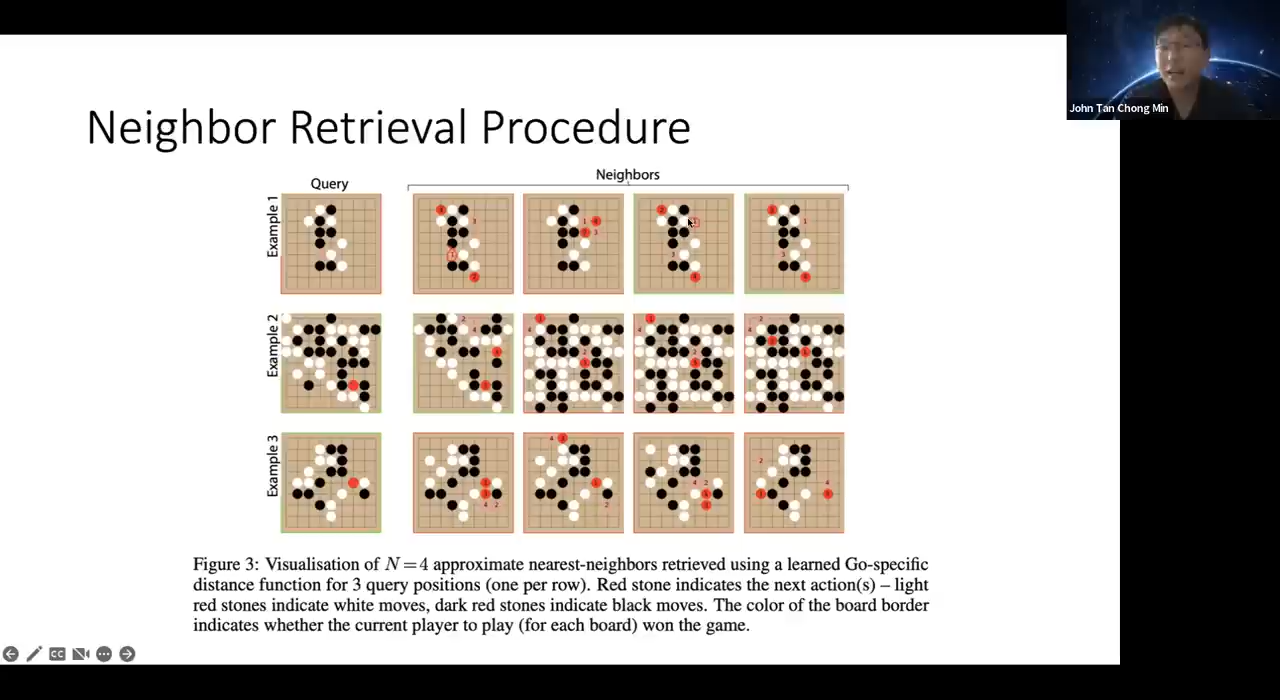 John Tan Chong Min
Neighbor Retrieval Procedure
Query
Neighbors
Example 1
Example 2
Example 3
Figure 3: Visualisation of N = 4 approximate nearest-neighbors retrieved using a learned Go-specific
distance function for 3 query positions (one per row). Red stone indicates the next action(s) – light
red stones indicate white moves, dark red stones indicate black moves. The color of the board border
indicates whether the current player to play (for each board) won the game.
CC